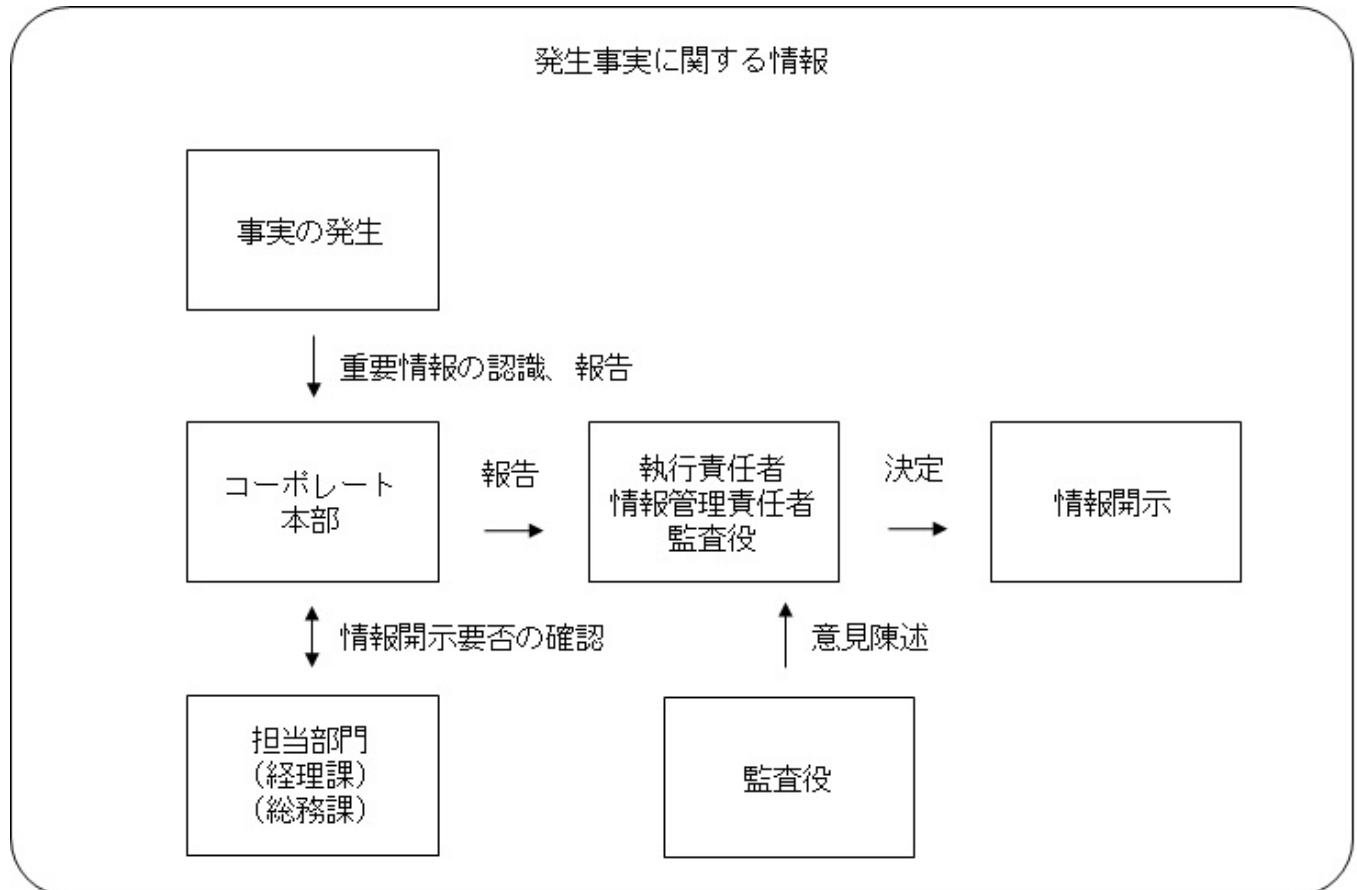 発生事実に関する情報
事実の発生
重要情報の認識、報告
コーポレート
本部
報告
執行責任者
情報管理責任者
監査役
決定
情報開示
情報開示要否の確認
意見陳述
担当部門
（経理課）
（総務課）
監査役